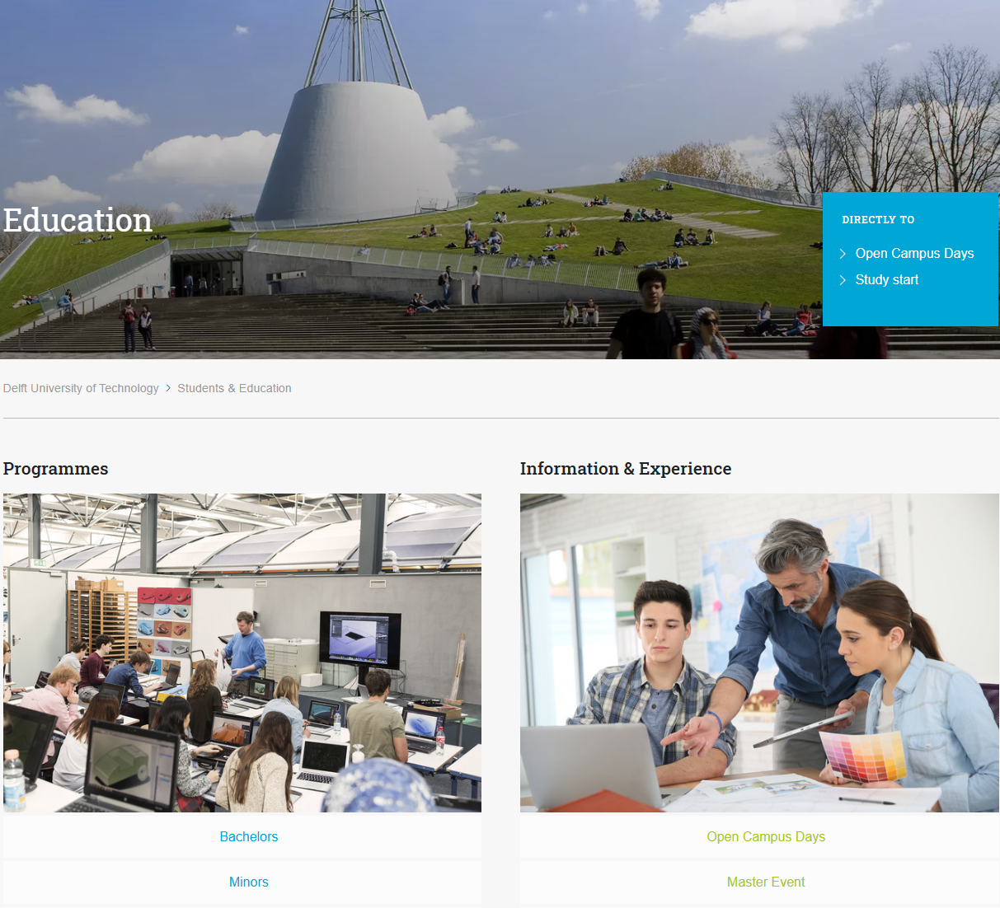 Education
DIRECTLY TO
Open Campus Days
Study start
Delft University of Technology > Students & Education
Programmes
Information & Experience
Bachelors
Open Campus Days
Minors
Master Event